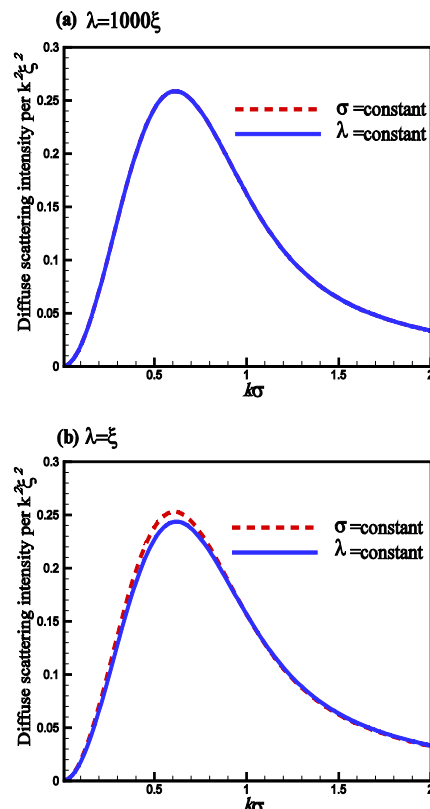 (a) λ=1000ξ
Diffuse scattering intensity per k²ξ²
0.3
0.25
0.2
0.15
0.1
0.05
0
σ =constant
λ =constant
0.5
1
1.5
2
kσ
(b) λ=ξ
Diffuse scattering intensity per k²ξ²
0.3
0.25
0.2
0.15
0.1
0.05
0
σ =constant
λ =constant
0.5
1
1.5
2
kσ